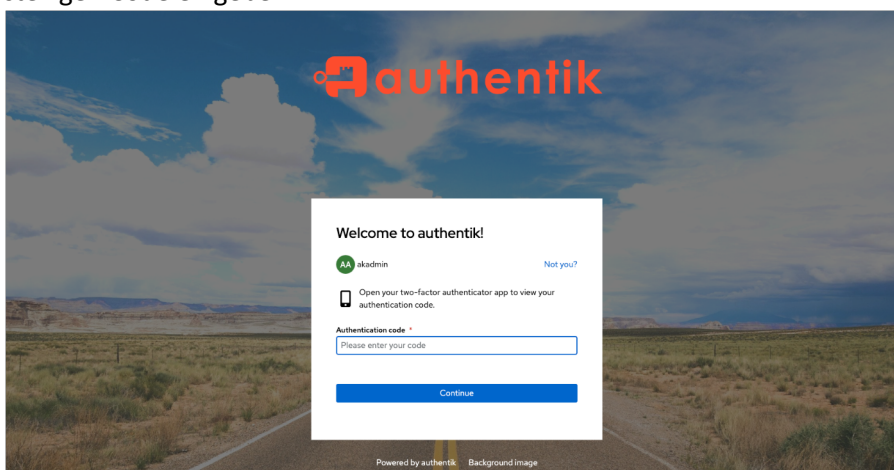 authentik
Welcome to authentik!
AA akadmin Not you?
Open your two-factor authenticator app to view your
authentication code.
Authentication code *
Please enter your code
Continue
Powered by authentik Background image